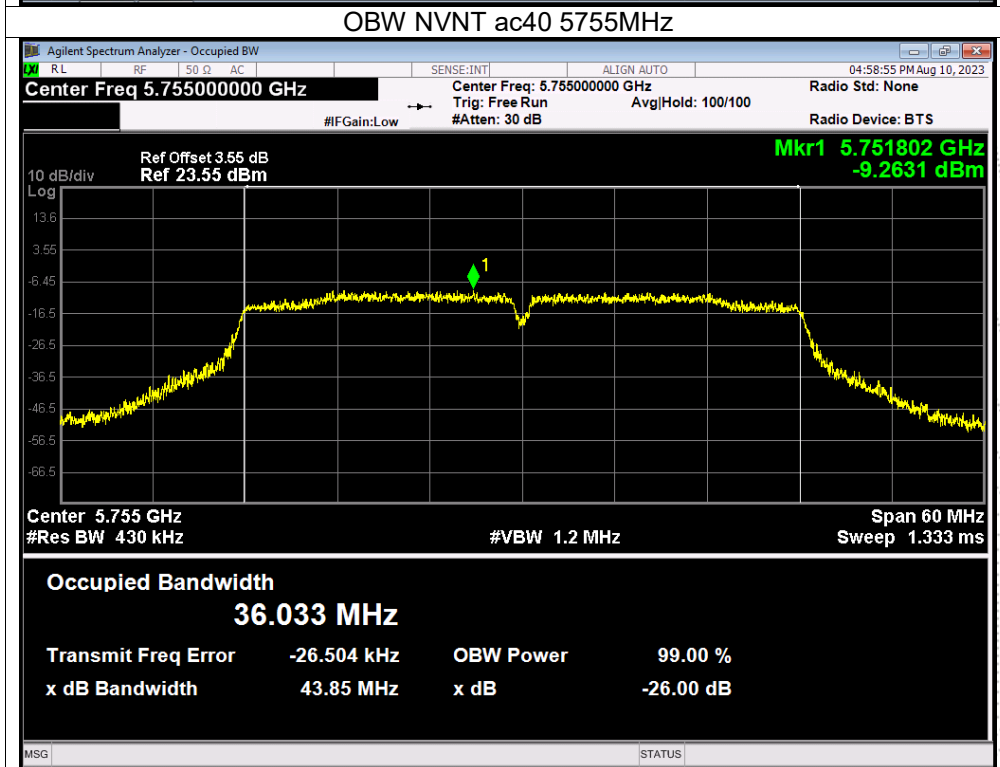 OBW NVNT ac40 5755MHz
Agilent Spectrum Analyzer - Occupied BW
LXI RL RF 50 Ω AC SENSE:INT ALIGN AUTO 04:58:55 PM Aug 10, 2023
Center Freq 5.755000000 GHz Center Freq: 5.755000000 GHz Radio Std: None
Trig: Free Run Avg|Hold: 100/100
#IFGain:Low #Atten: 30 dB Radio Device: BTS
Ref Offset 3.55 dB Mkr1 5.751802 GHz
10 dB/div Ref 23.55 dBm -9.2631 dBm
Log
13.6
3.55
1
-6.45
-16.5
-26.5
-36.5
-46.5
-56.5
-66.5
Center 5.755 GHz Span 60 MHz
#Res BW 430 kHz #VBW 1.2 MHz Sweep 1.333 ms
Occupied Bandwidth
36.033 MHz
Transmit Freq Error -26.504 kHz OBW Power 99.00 %
x dB Bandwidth 43.85 MHz x dB -26.00 dB
MSG STATUS